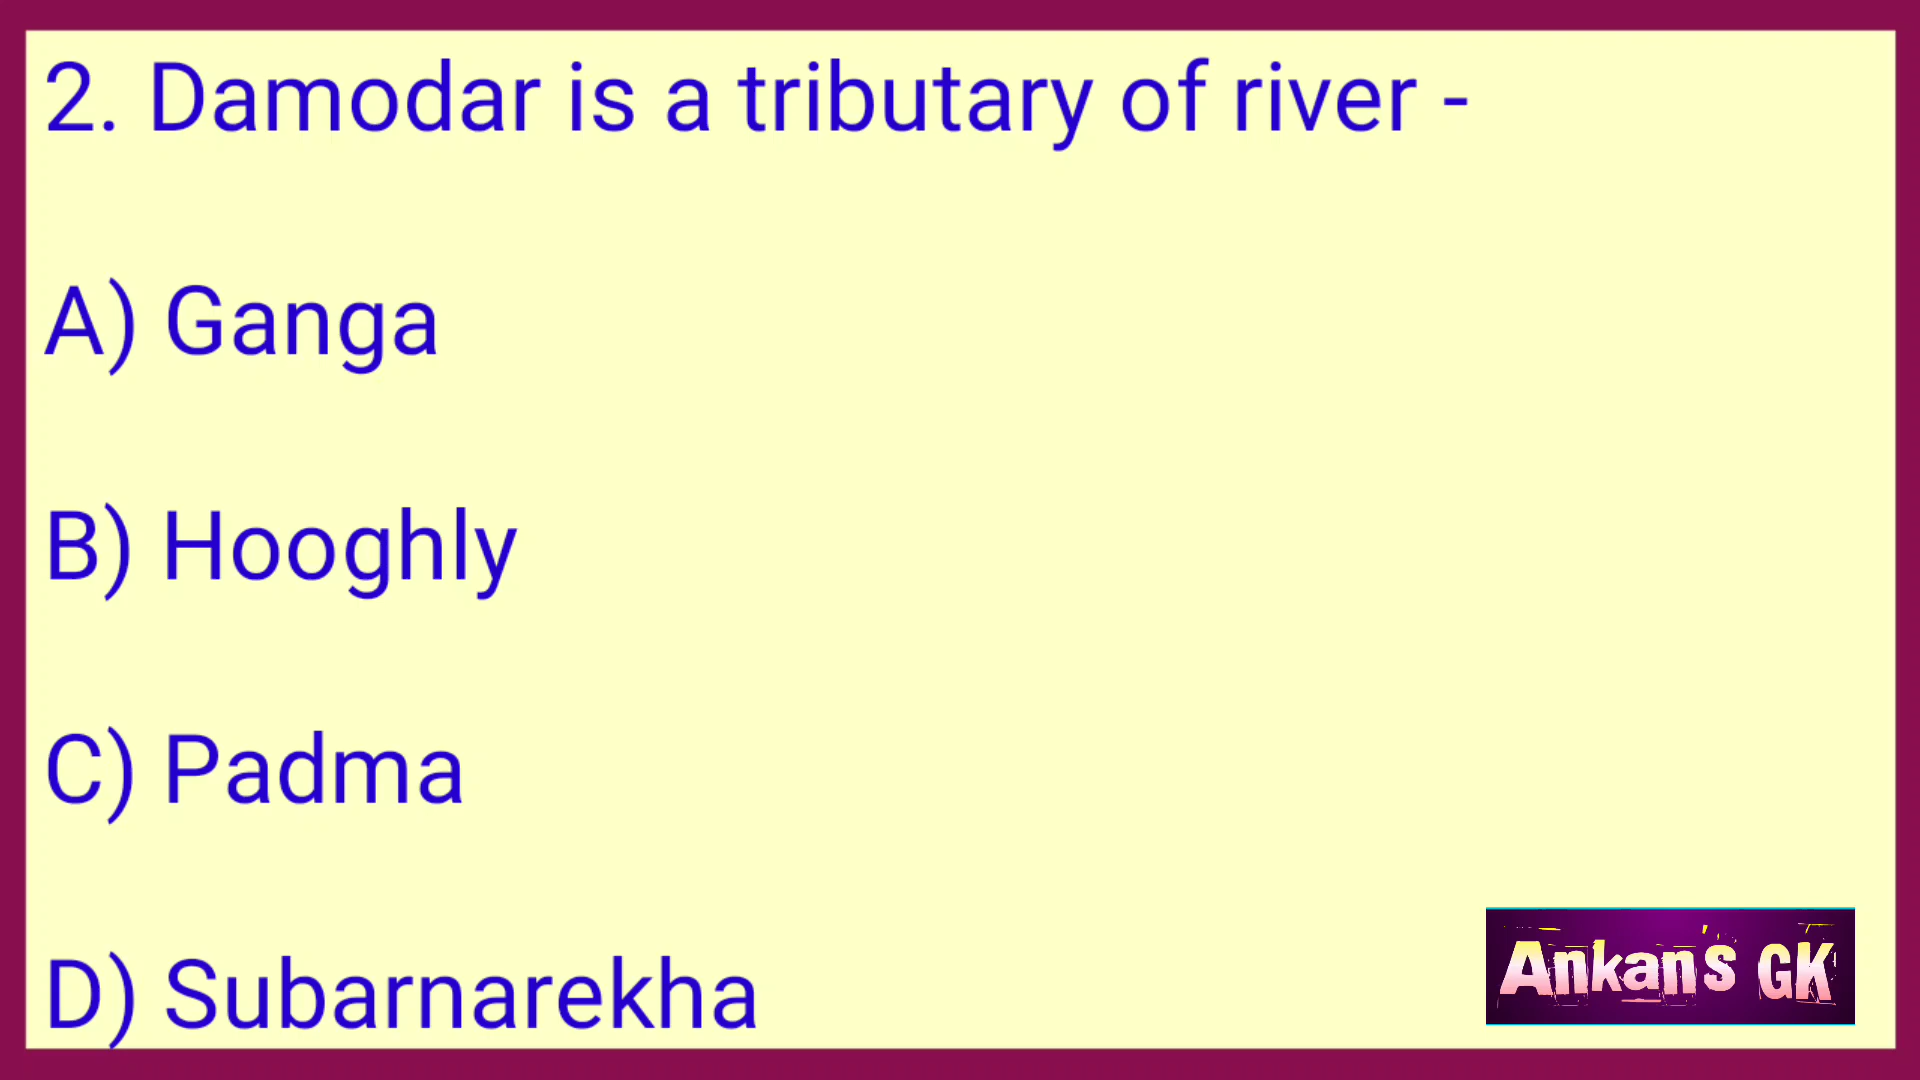 2. Damodar is a tributary of river -
A) Ganga
B) Hooghly
C) Padma
D) Subarnarekha
Ankan's GK